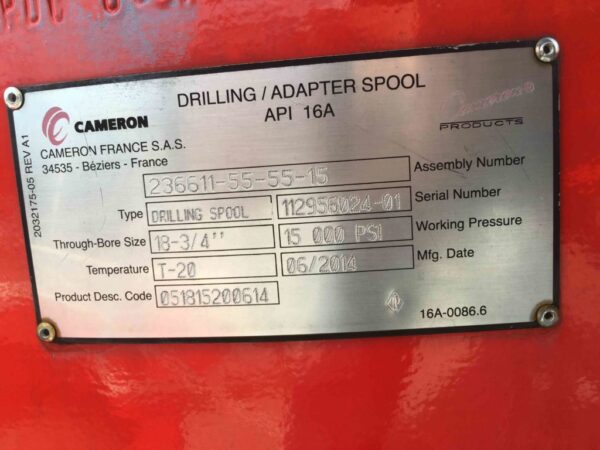 DRILLING / ADAPTER SPOOL
API 16A
CAMERON
Cameron®
PRODUCTS
CAMERON FRANCE S.A.S.
34535 - Béziers - France
2032175-05 REV A1
236611-55-55-15 Assembly Number
Type DRILLING SPOOL 112956024-01 Serial Number
Through-Bore Size 18-3/4'' 15 000 PSI Working Pressure
Temperature T-20 06/2014 Mfg. Date
Product Desc. Code 051815200614
16A-0086.6